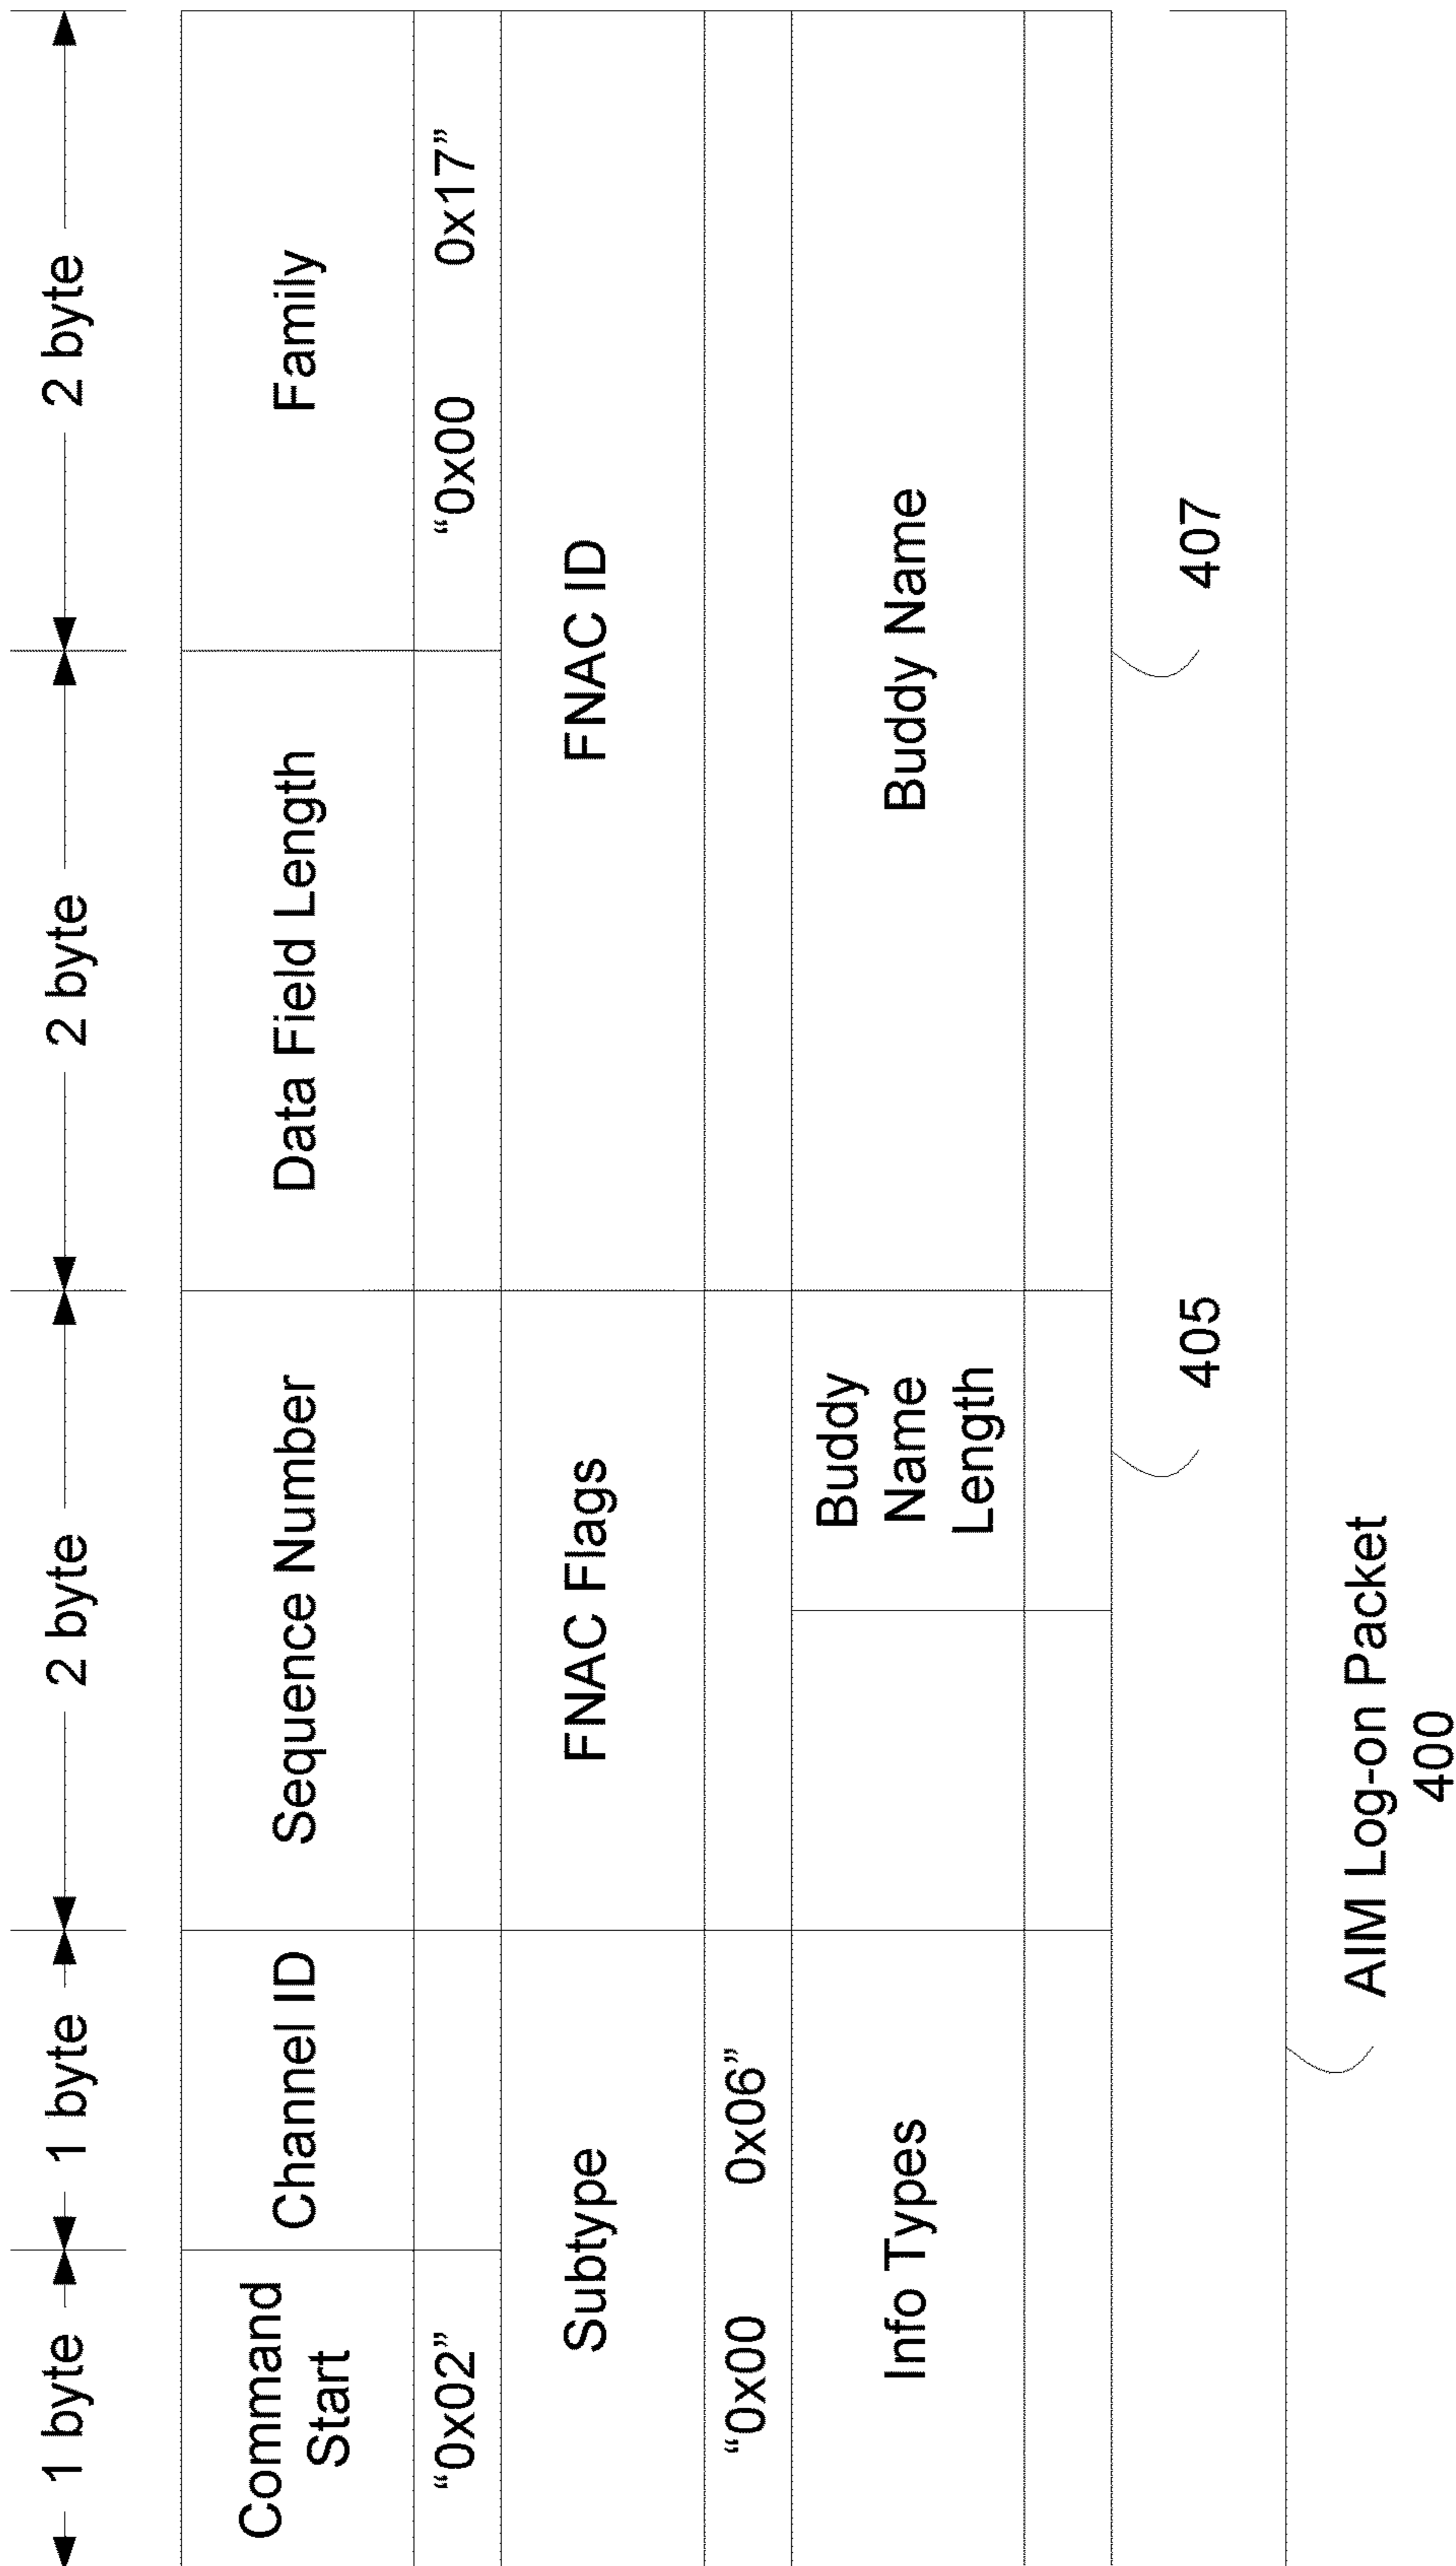 1 byte 1 byte 2 byte 2 byte 2 byte
Command
Start
Channel ID
Sequence Number
Data Field Length
Family
“0x02”
“0x00 0x17”
Subtype
FNAC Flags
FNAC ID
“0x00 0x06”
Info Types
Buddy
Name
Length
Buddy Name
405
407
AIM Log-on Packet
400